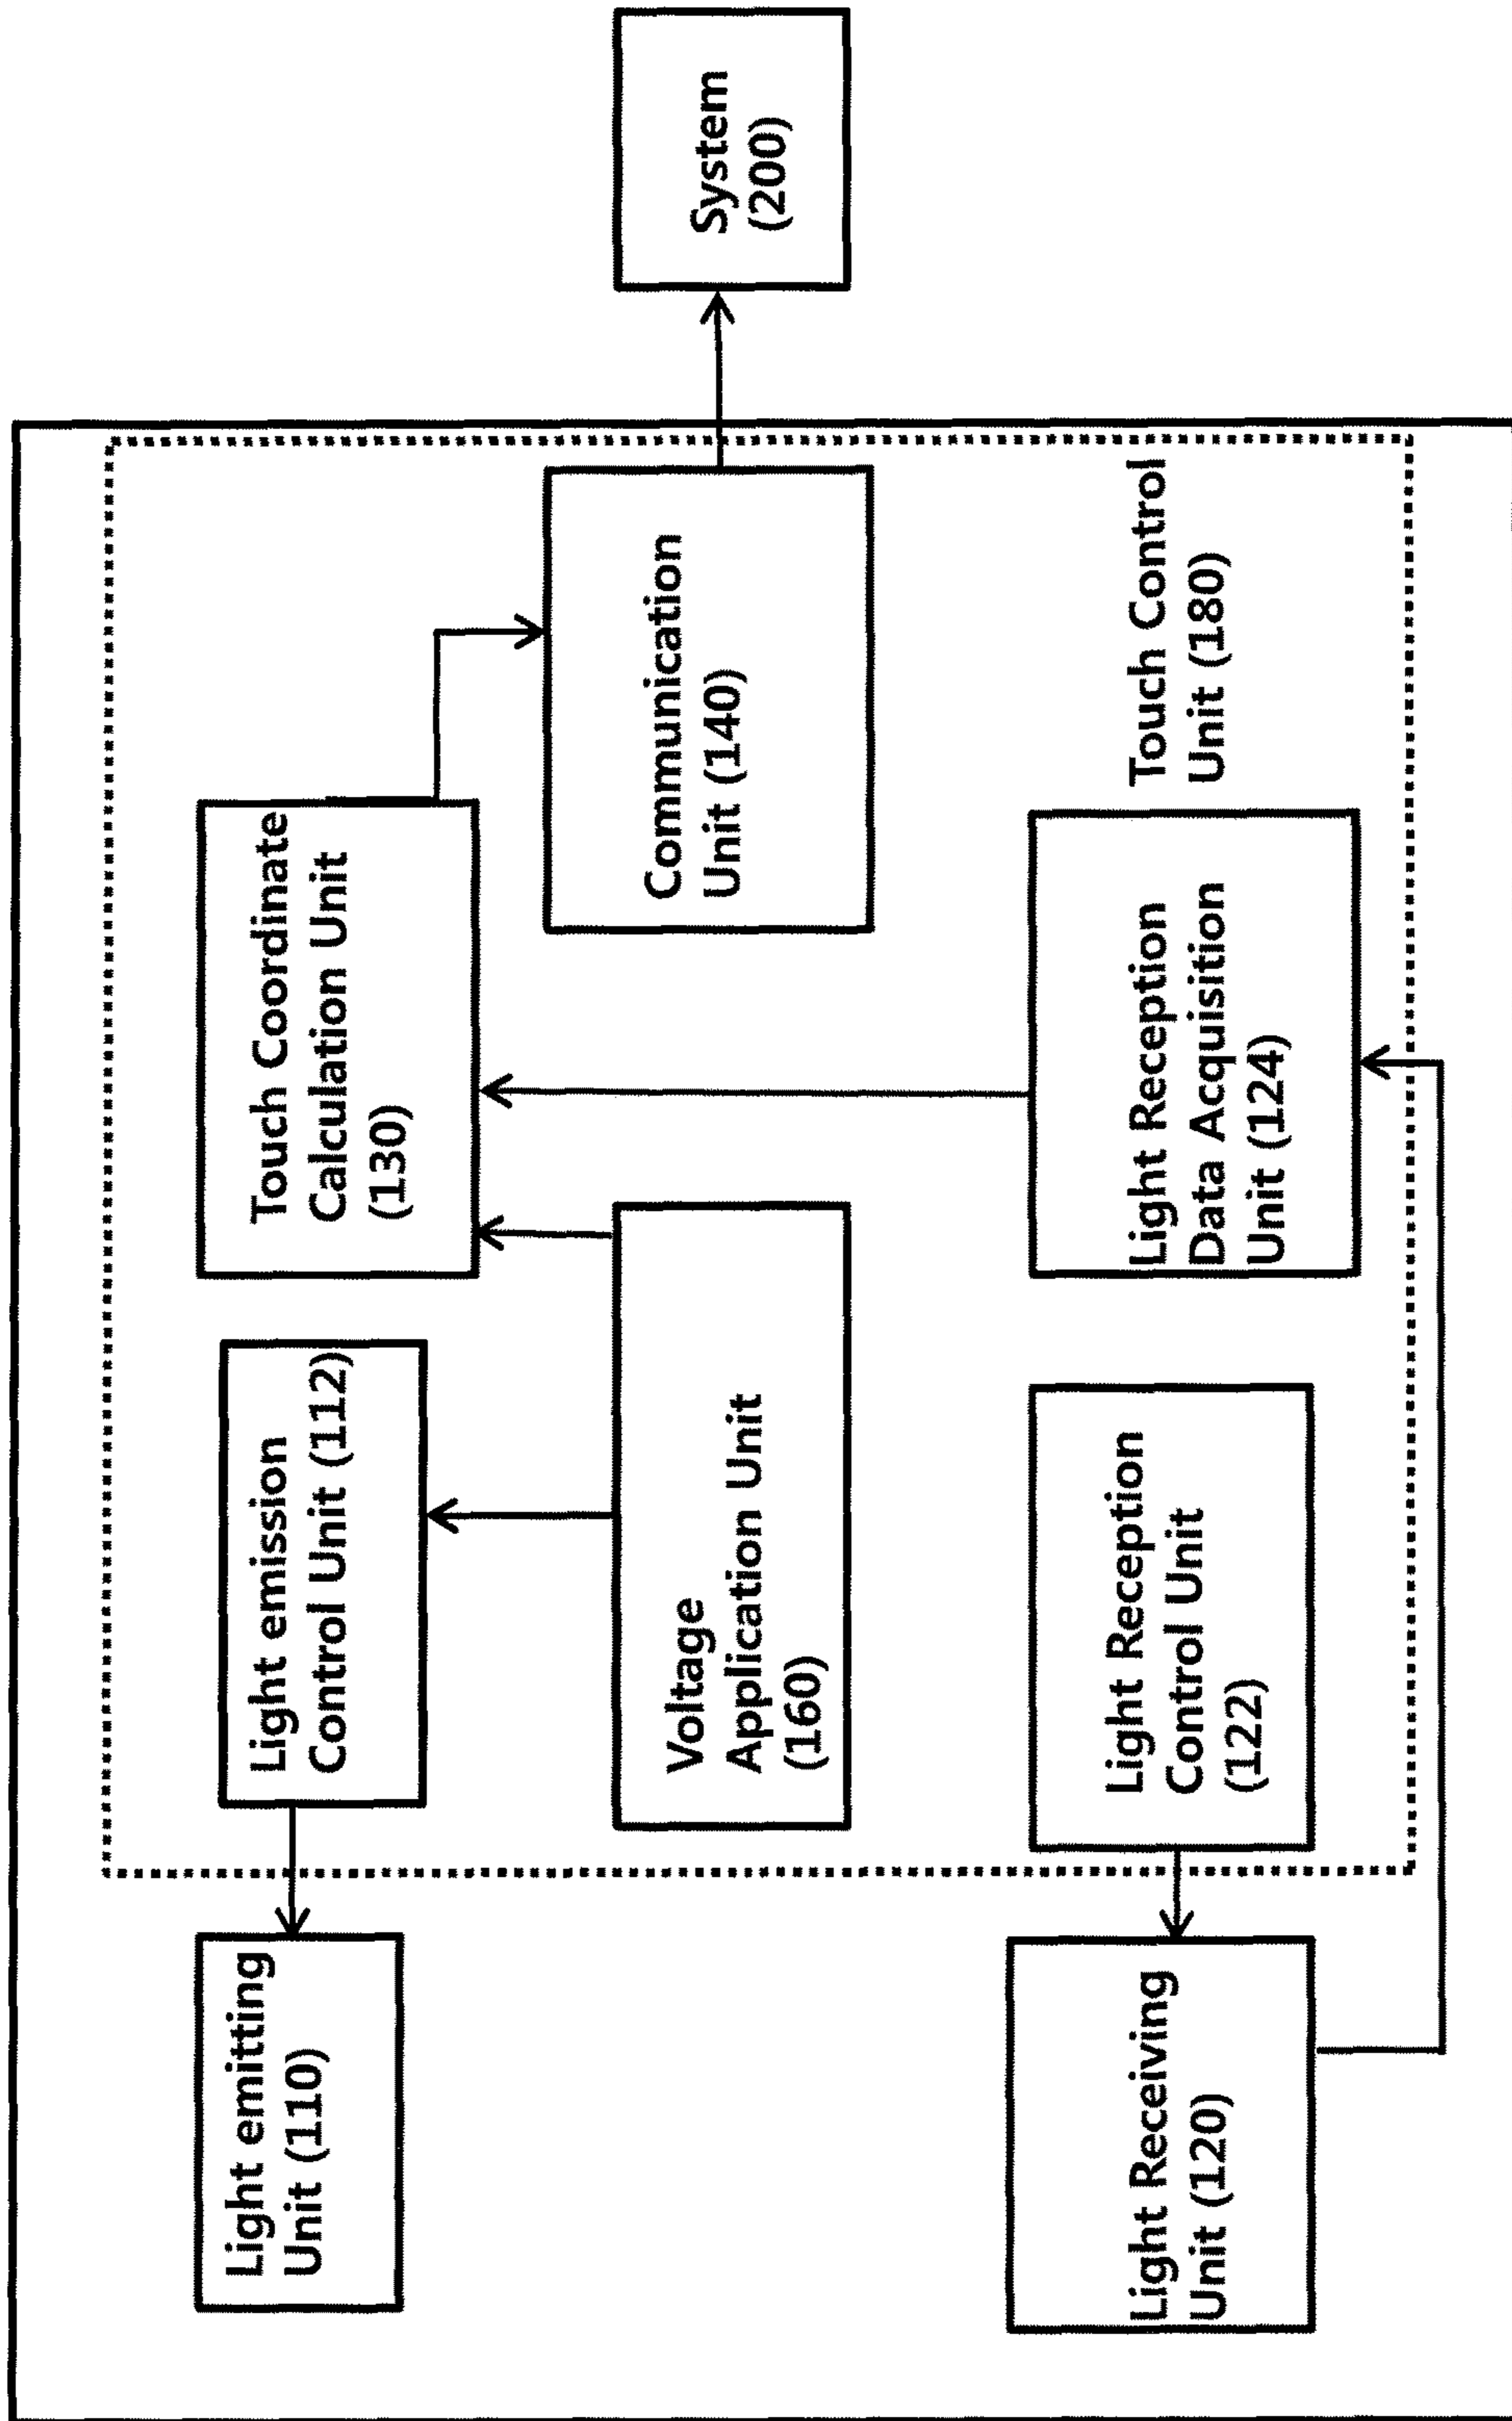 Light emitting
Unit (110)
Light emission
Control Unit (112)
Touch Coordinate
Calculation Unit
(130)
Voltage
Application Unit
(160)
Communication
Unit (140)
System
(200)
Light Receiving
Unit (120)
Light Reception
Control Unit
(122)
Light Reception
Data Acquisition
Unit (124)
Touch Control
Unit (180)